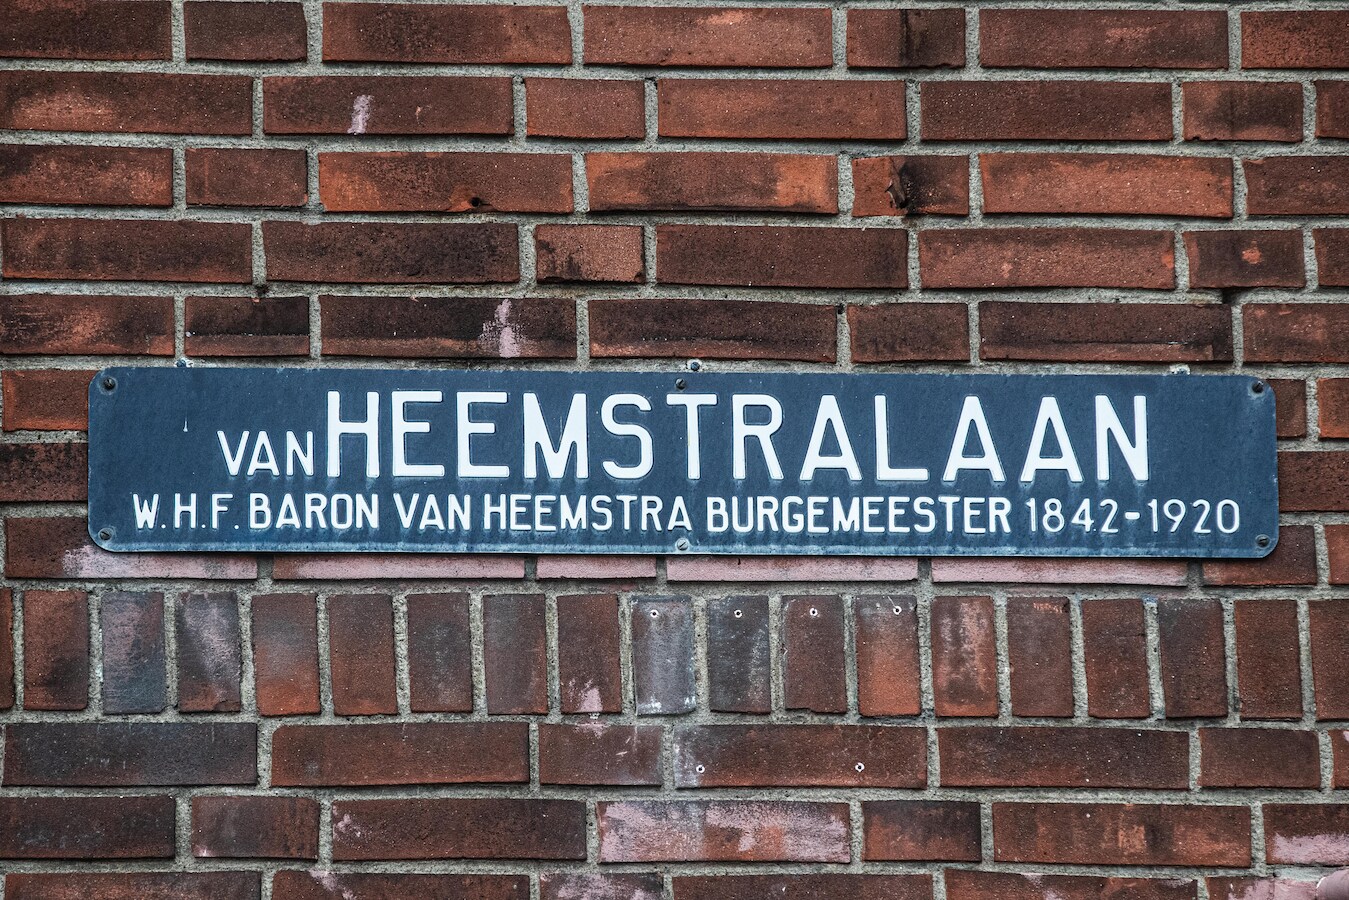 VAN HEEMSTRALAAN
W.H.F. BARON VAN HEEMSTRA BURGEMEESTER 1842-1920